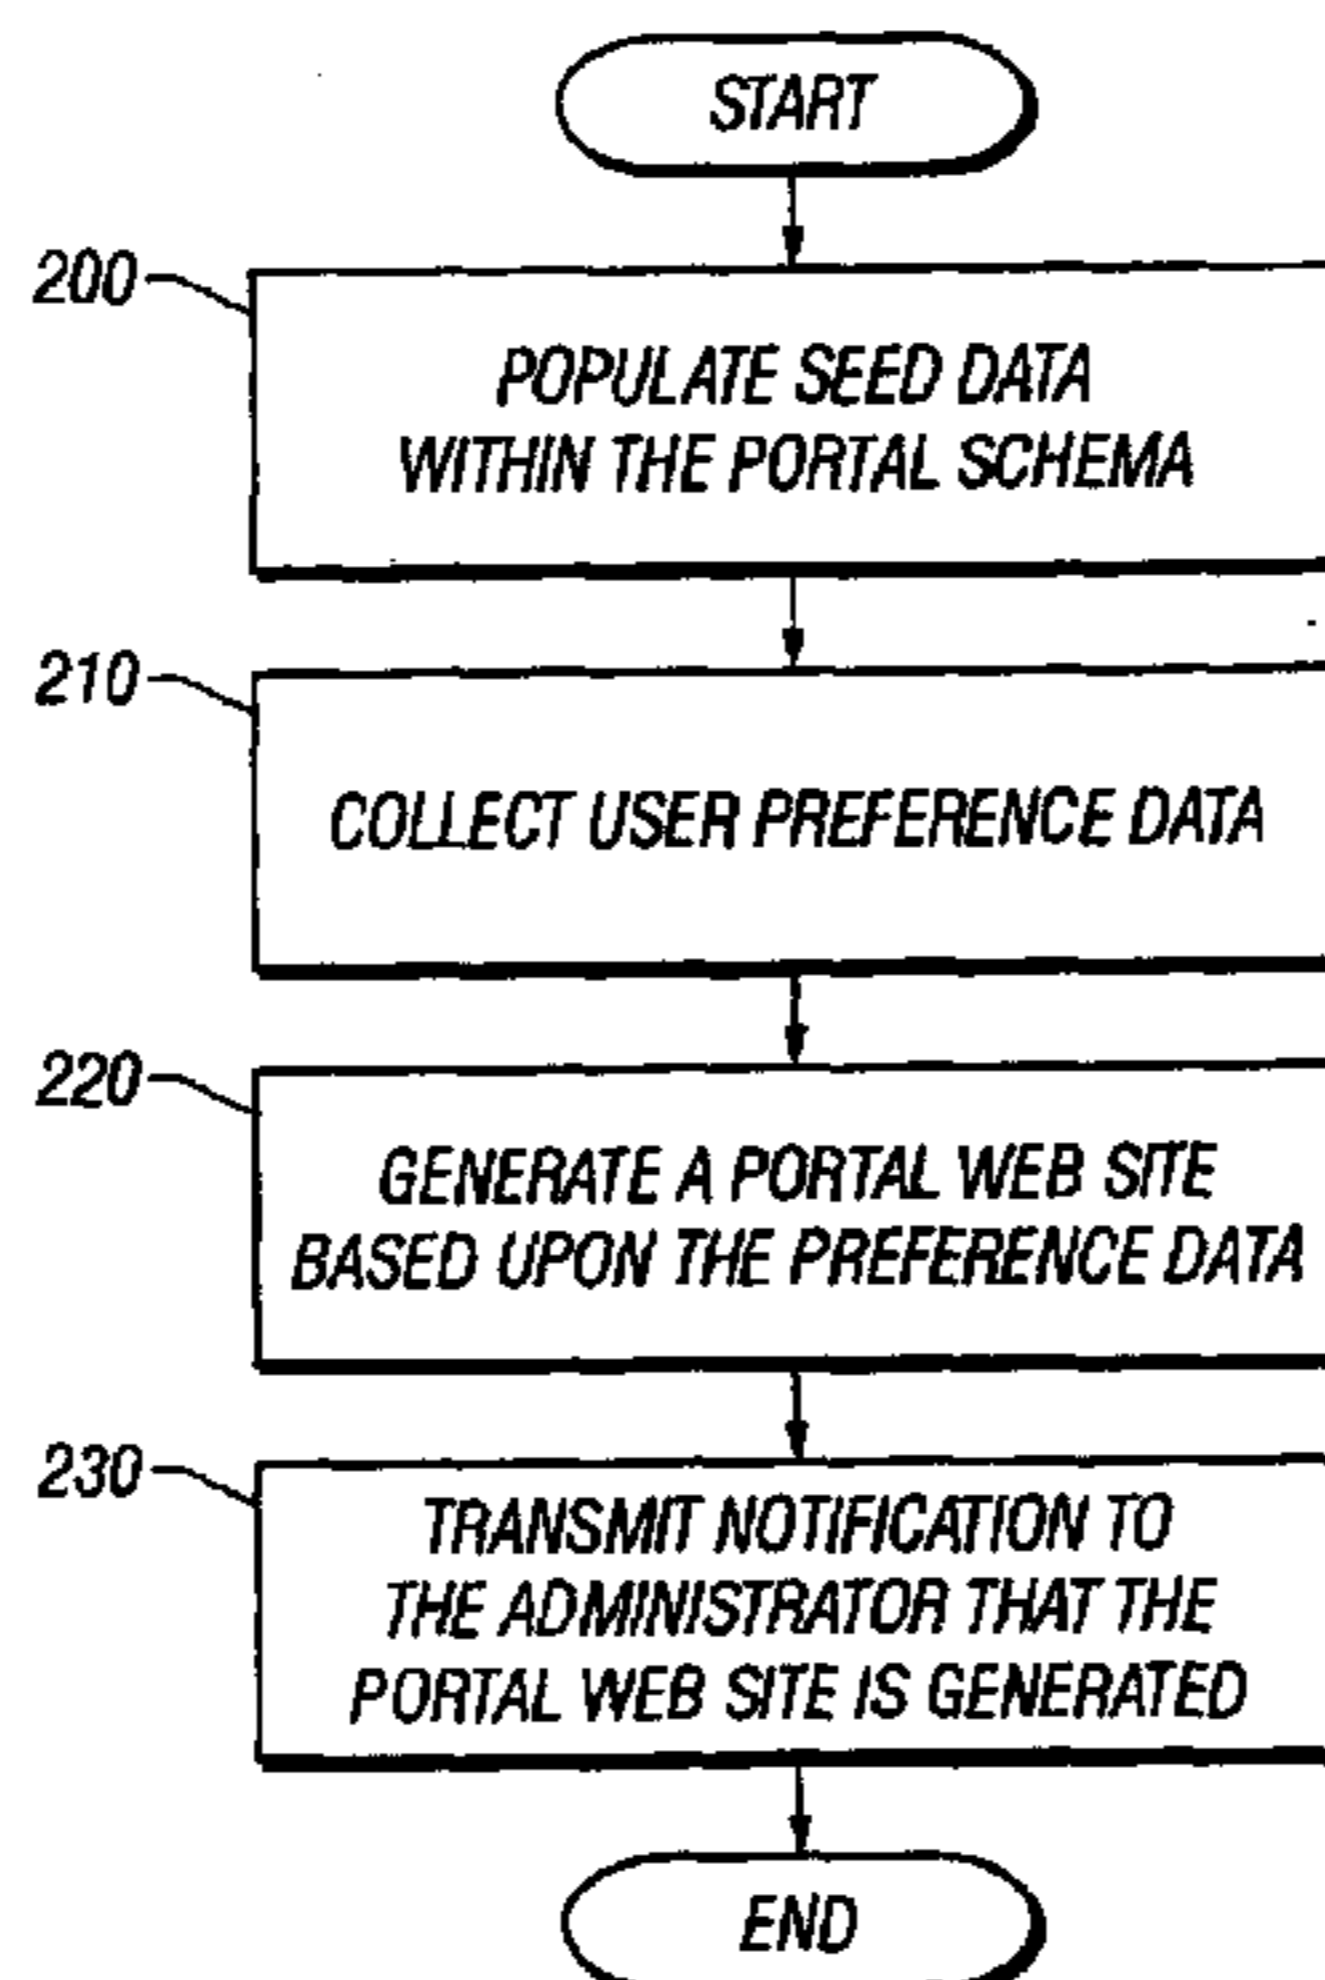 START
200
POPULATE SEED DATA
WITHIN THE PORTAL SCHEMA
210
COLLECT USER PREFERENCE DATA
220
GENERATE A PORTAL WEB SITE
BASED UPON THE PREFERENCE DATA
230
TRANSMIT NOTIFICATION TO
THE ADMINISTRATOR THAT THE
PORTAL WEB SITE IS GENERATED
END